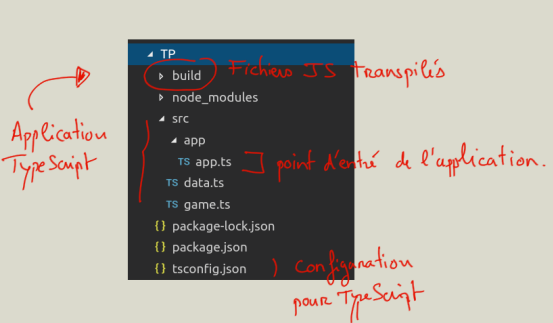 TP
build
Fichiers JS transpilés
node_modules
src
app
Application
TypeScript
TS app.ts
point d'entré de l'application.
TS data.ts
TS game.ts
{} package-lock.json
{} package.json
{} tsconfig.json
Configuration
pour TypeScript